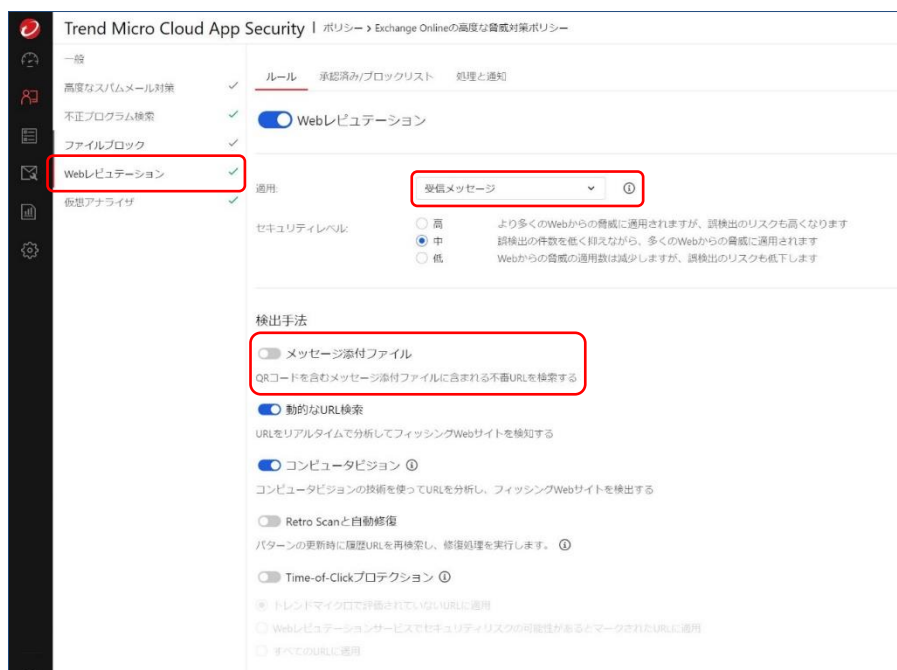 Trend Micro Cloud App Security | ポリシー > Exchange Onlineの高度な脅威対策ポリシー
一般
高度なスパムメール対策
不正プログラム検索
ファイルブロック
Webレピュテーション
仮想アナライザ
ルール 承認済み/ブロックリスト 処理と通知
Webレピュテーション
適用: 受信メッセージ
セキュリティレベル: 高 より多くのWebからの脅威に適用されますが、誤検出のリスクも高くなります
中 誤検出の件数を低く抑えながら、多くのWebからの脅威に適用されます
低 Webからの脅威の適用数は減少しますが、誤検出のリスクも低下します
検出手法
メッセージ添付ファイル
QRコードを含むメッセージ添付ファイルに含まれる不審URLを検索する
動的なURL検索
URLをリアルタイムで分析してフィッシングWebサイトを検知する
コンピュータビジョン
コンピュータビジョンの技術を使ってURLを分析し、フィッシングWebサイトを検出する
Retro Scanと自動修復
パターンの更新時に履歴URLを再検索し、修復処理を実行します。
Time-of-Clickプロテクション
トレンドマイクロで評価されていないURLに適用
Webレピュテーションサービスでセキュリティリスクの可能性があるとマークされたURLに適用
すべてのURLに適用